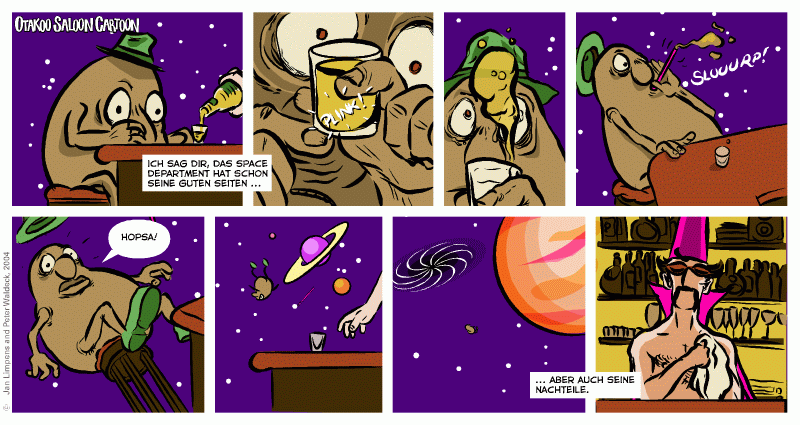 OTAKOO SALOON CARTOON
ICH SAG DIR, DAS SPACE
DEPARTMENT HAT SCHON
SEINE GUTEN SEITEN ...
PLINK!
SLUUURP!
HOPSA!
... ABER AUCH SEINE
NACHTEILE.
© Jan Limpens and Peter Waldeck, 2004